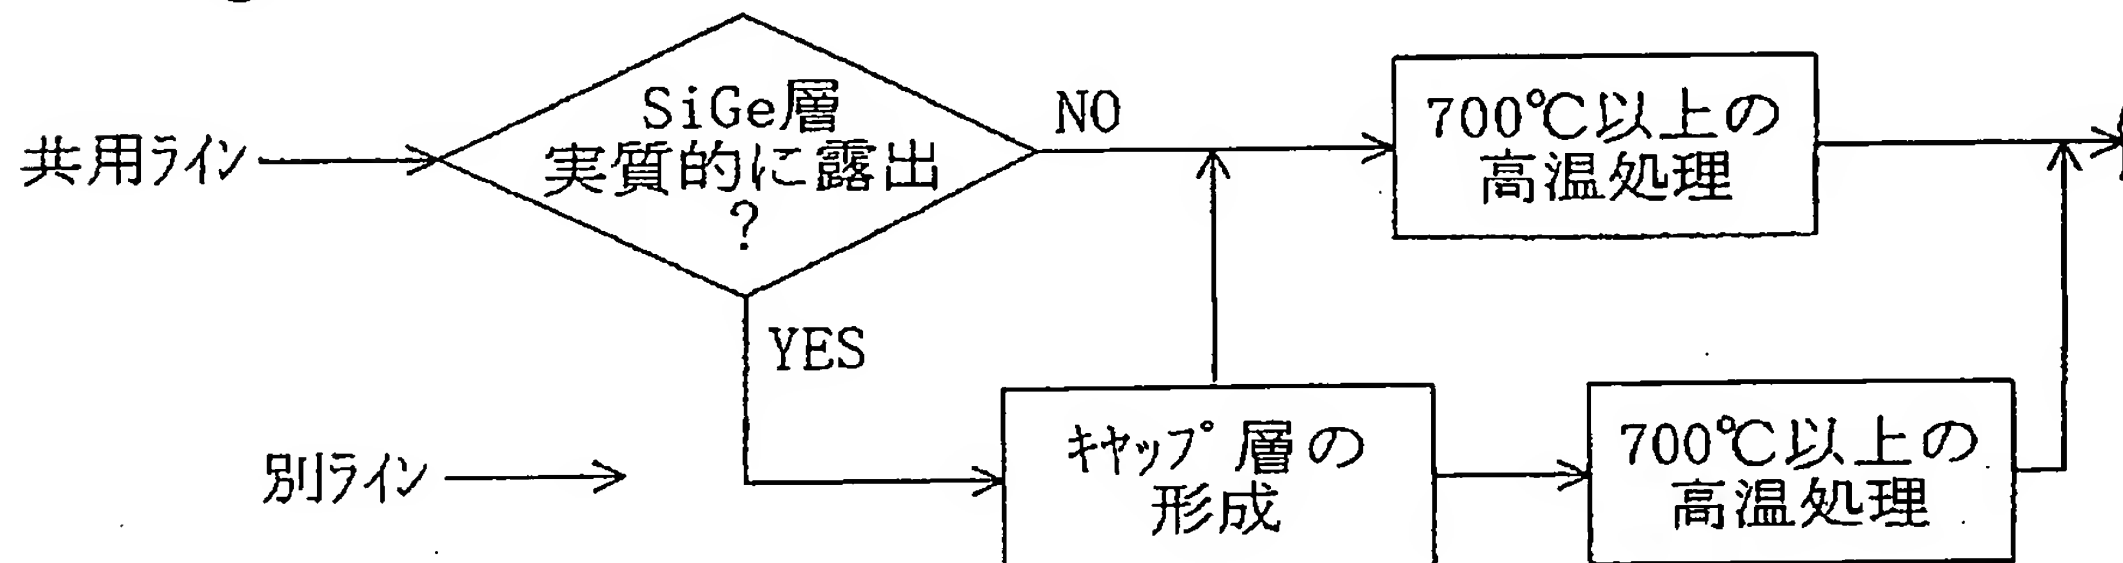 共用ライン
SiGe層
実質的に露出
?
NO
700℃以上の
高温処理
YES
別ライン
ｷｬｯﾌﾟ層の
形成
700℃以上の
高温処理